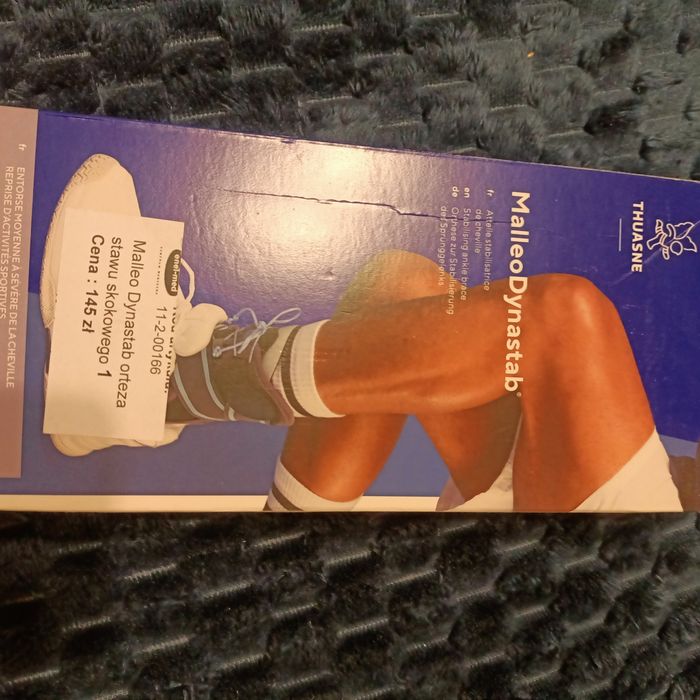 THUASNE
MalleoDynastab®
fr Attelle stabilisatrice
de cheville
en Stabilising ankle brace
de Orthese zur Stabilisierung
des Sprunggelenks
enel-med
11-2-00166
Malleo Dynastab orteza
stawu skokowego 1
Cena : 145 zł
fr ENTORSE MOYENNE À SÉVÈRE DE LA CHEVILLE
REPRISE D'ACTIVITÉS SPORTIVES